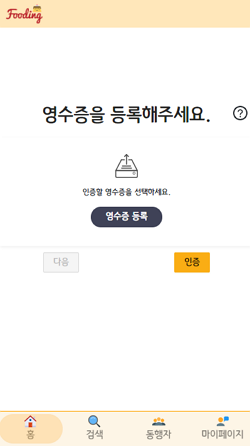 Fooding
영수증을 등록해주세요.
?
인증할 영수증을 선택하세요.
영수증 등록
다음
인증
홈
검색
동행자
마이페이지